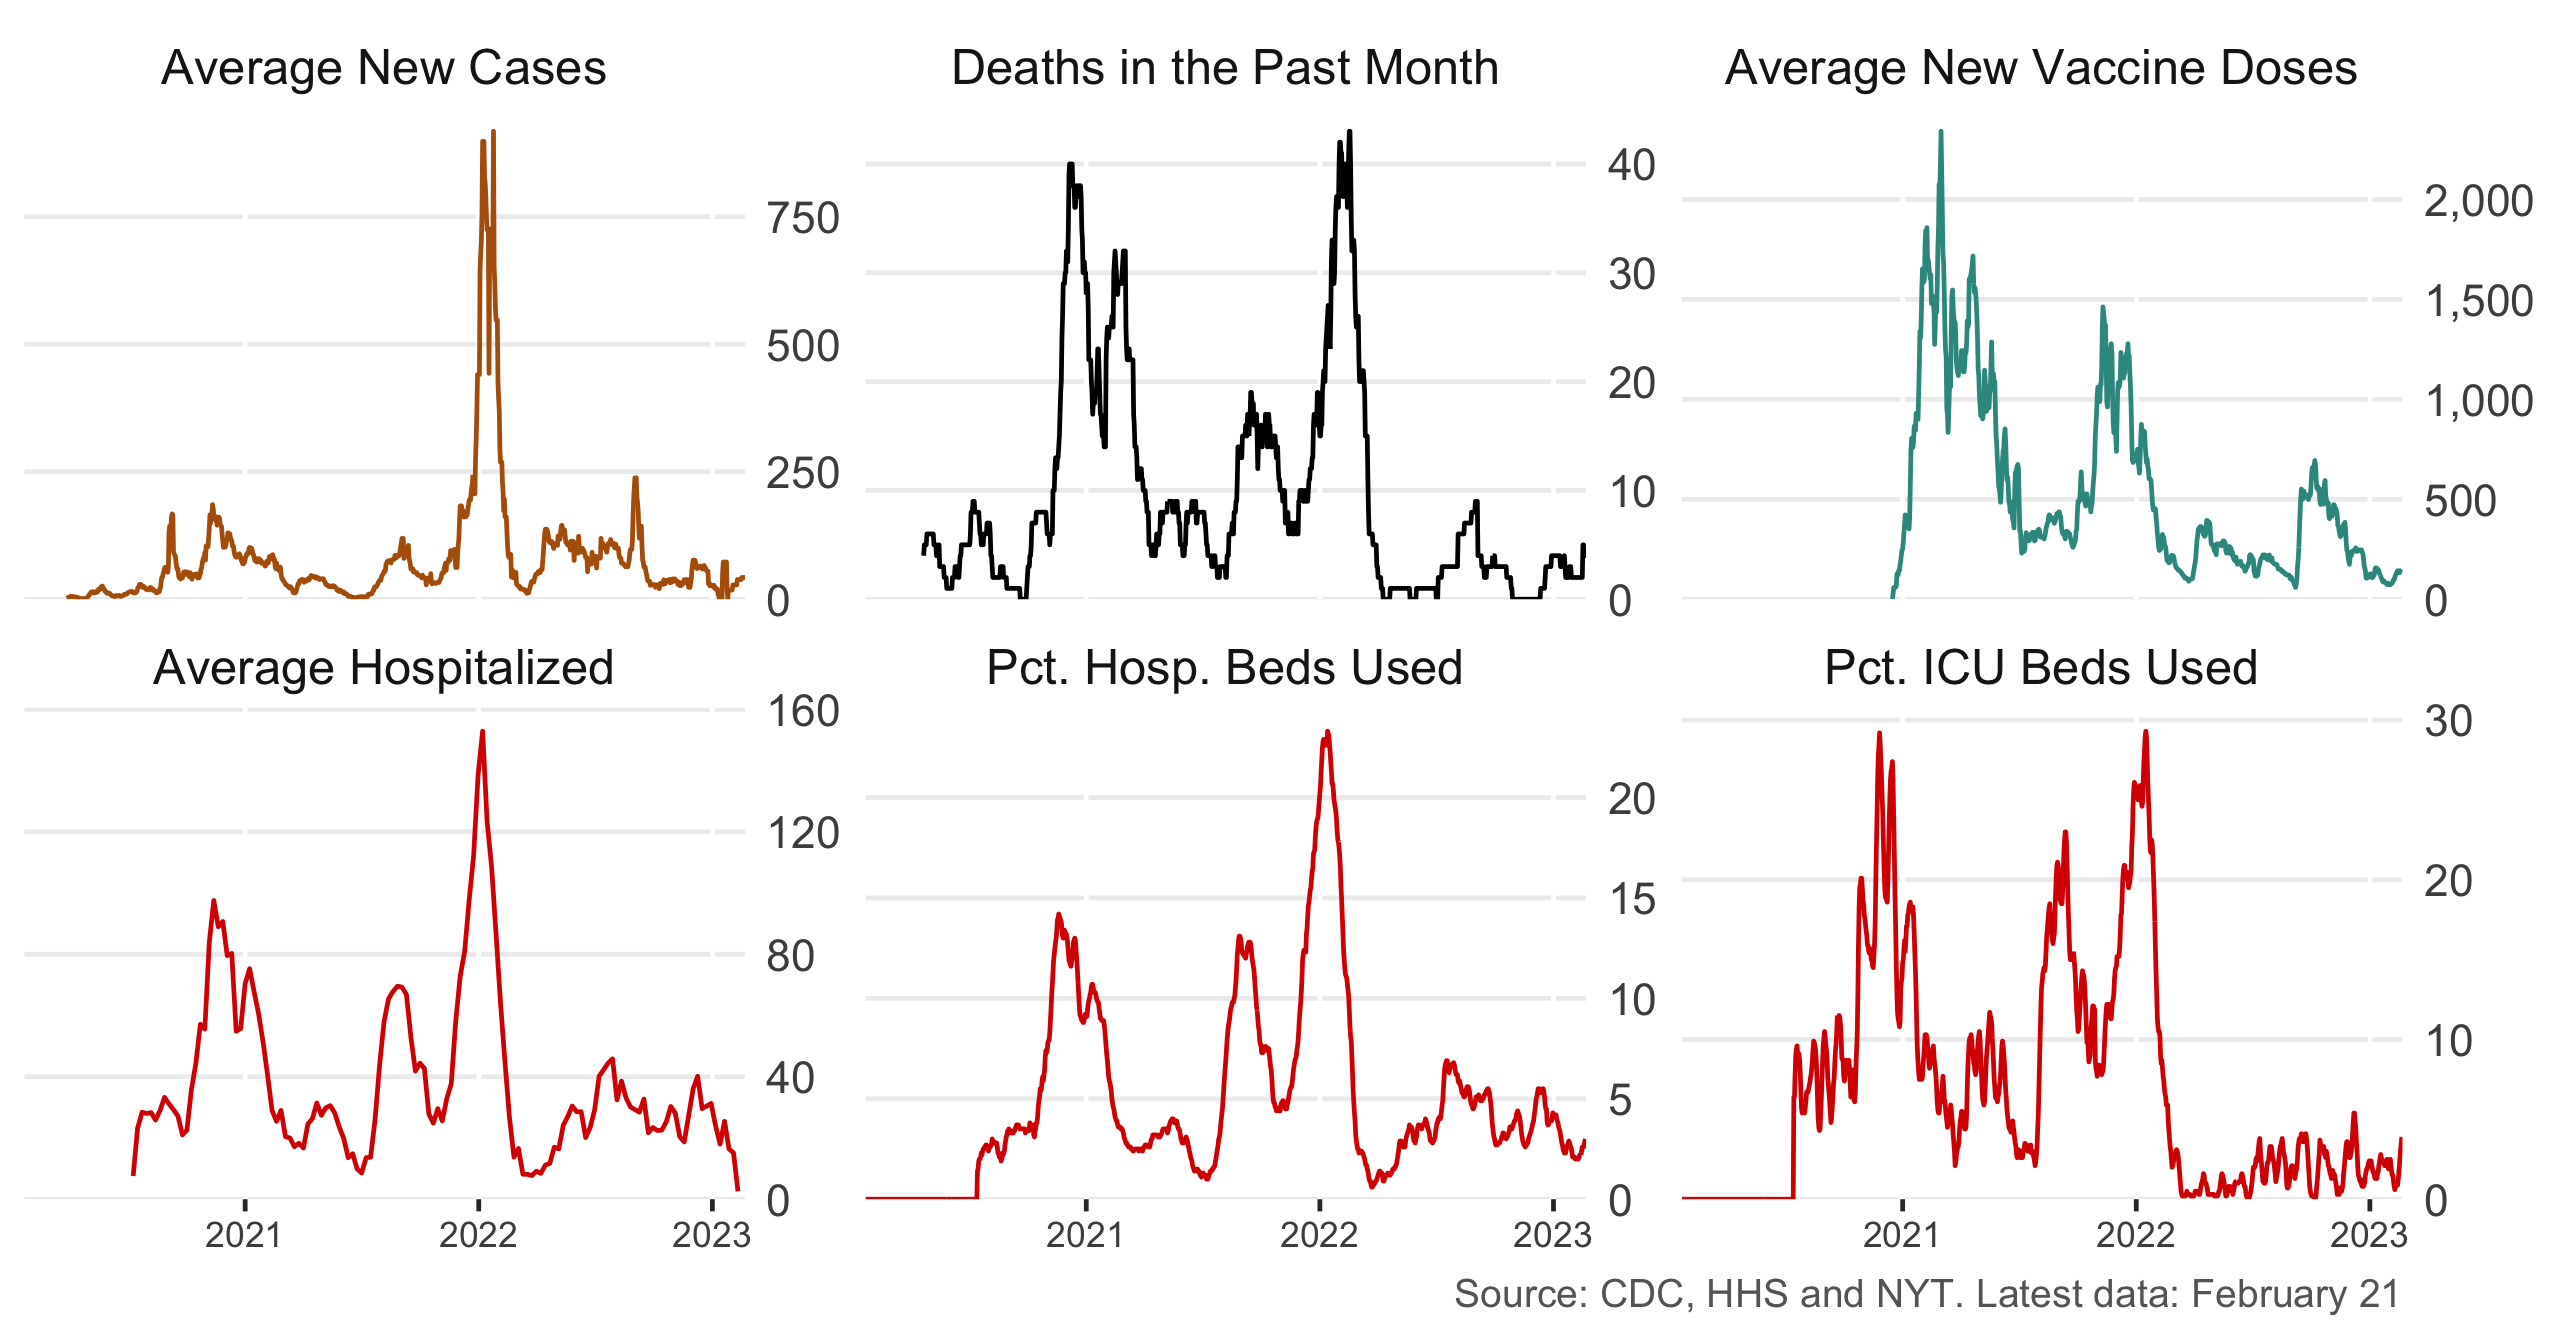 Average New Cases
750
500
250
0
Deaths in the Past Month
40
30
20
10
0
Average New Vaccine Doses
2,000
1,500
1,000
500
0
Average Hospitalized
160
120
80
40
0
2021 2022 2023
Pct. Hosp. Beds Used
20
15
10
5
0
2021 2022 2023
Pct. ICU Beds Used
30
20
10
0
2021 2022 2023
Source: CDC, HHS and NYT. Latest data: February 21